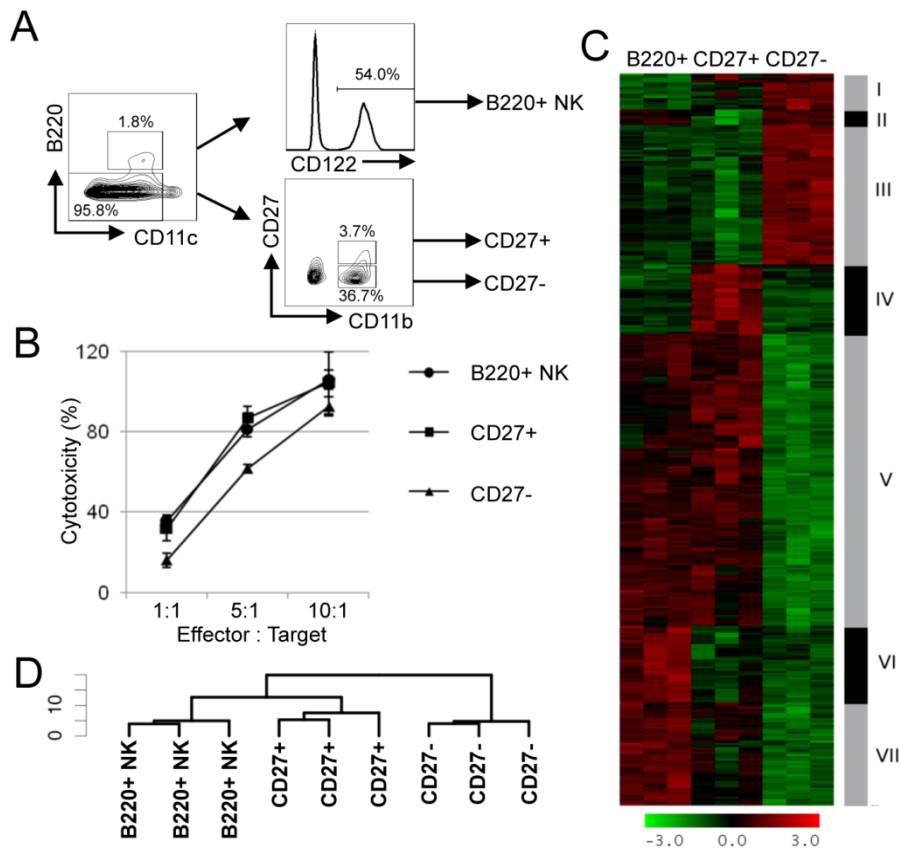 A
B220
1.8%
95.8%
CD11c
54.0%
CD122
B220+ NK
CD27
3.7%
36.7%
CD11b
CD27+
CD27-
B
Cytotoxicity (%)
120
80
40
0
1:1 5:1 10:1
Effector : Target
B220+ NK
CD27+
CD27-
C
B220+ CD27+ CD27-
I
II
III
IV
V
VI
VII
-3.0 0.0 3.0
D
10
0
B220+ NK
B220+ NK
B220+ NK
CD27+
CD27+
CD27+
CD27-
CD27-
CD27-